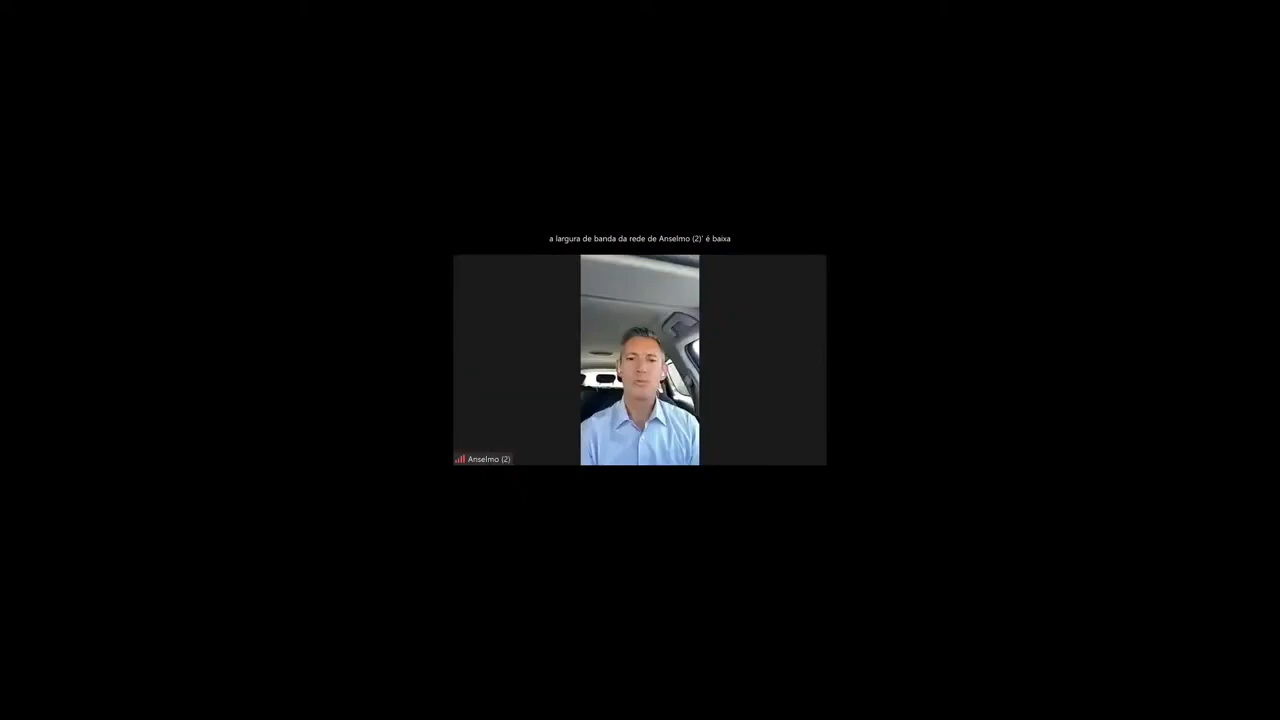 a largura de banda da rede de Anselmo (2)' é baixa
Anselmo (2)